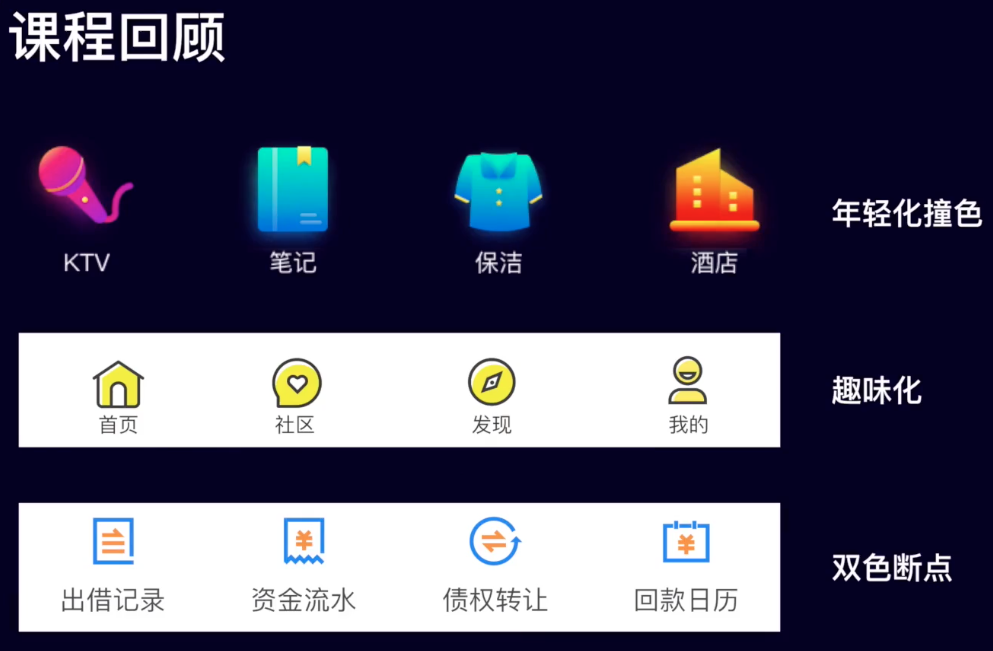 课程回顾
KTV 笔记 保洁 酒店 年轻化撞色
首页 社区 发现 我的 趣味化
出借记录 资金流水 债权转让 回款日历 双色断点